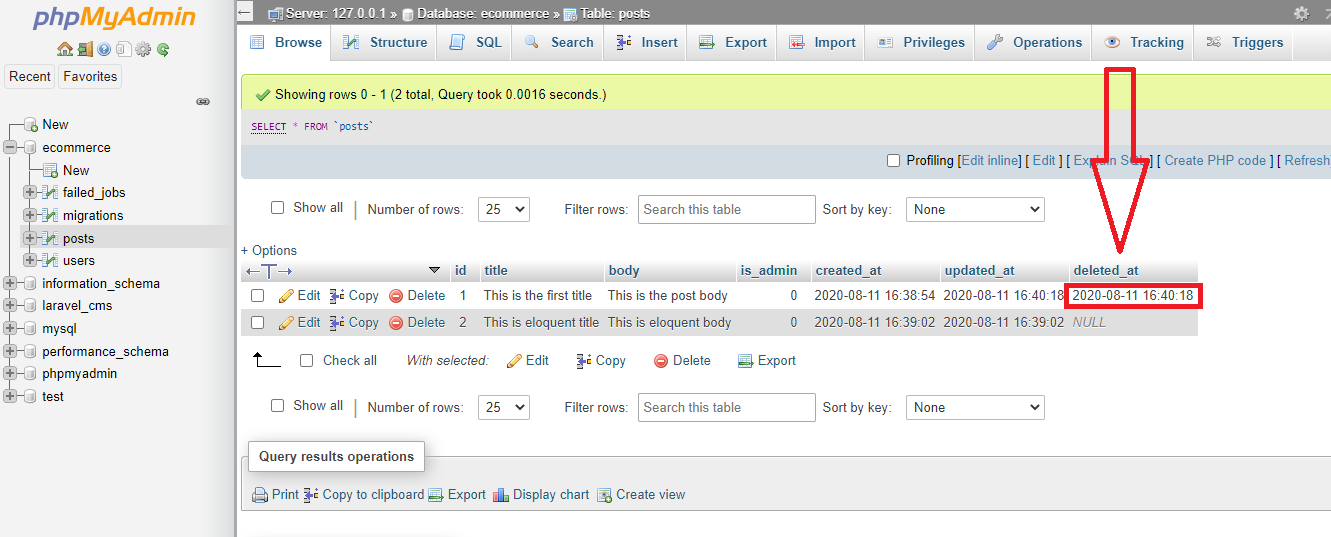 phpMyAdmin
Recent Favorites
New
ecommerce
New
failed_jobs
migrations
posts
users
information_schema
laravel_cms
mysql
performance_schema
phpmyadmin
test
Server: 127.0.0.1 » Database: ecommerce » Table: posts
Browse Structure SQL Search Insert Export Import Privileges Operations Tracking Triggers
Showing rows 0 - 1 (2 total, Query took 0.0016 seconds.)
SELECT * FROM `posts`
Profiling [Edit inline] [ Edit ] [ Explain SQL ] [ Create PHP code ] [ Refresh
Show all | Number of rows: 25 Filter rows: Search this table Sort by key: None
+ Options
←T→ id title body is_admin created_at updated_at deleted_at
Edit Copy Delete 1 This is the first title This is the post body 0 2020-08-11 16:38:54 2020-08-11 16:40:18 2020-08-11 16:40:18
Edit Copy Delete 2 This is eloquent title This is eloquent body 0 2020-08-11 16:39:02 2020-08-11 16:39:02 NULL
Check all With selected: Edit Copy Delete Export
Show all | Number of rows: 25 Filter rows: Search this table Sort by key: None
Query results operations
Print Copy to clipboard Export Display chart Create view